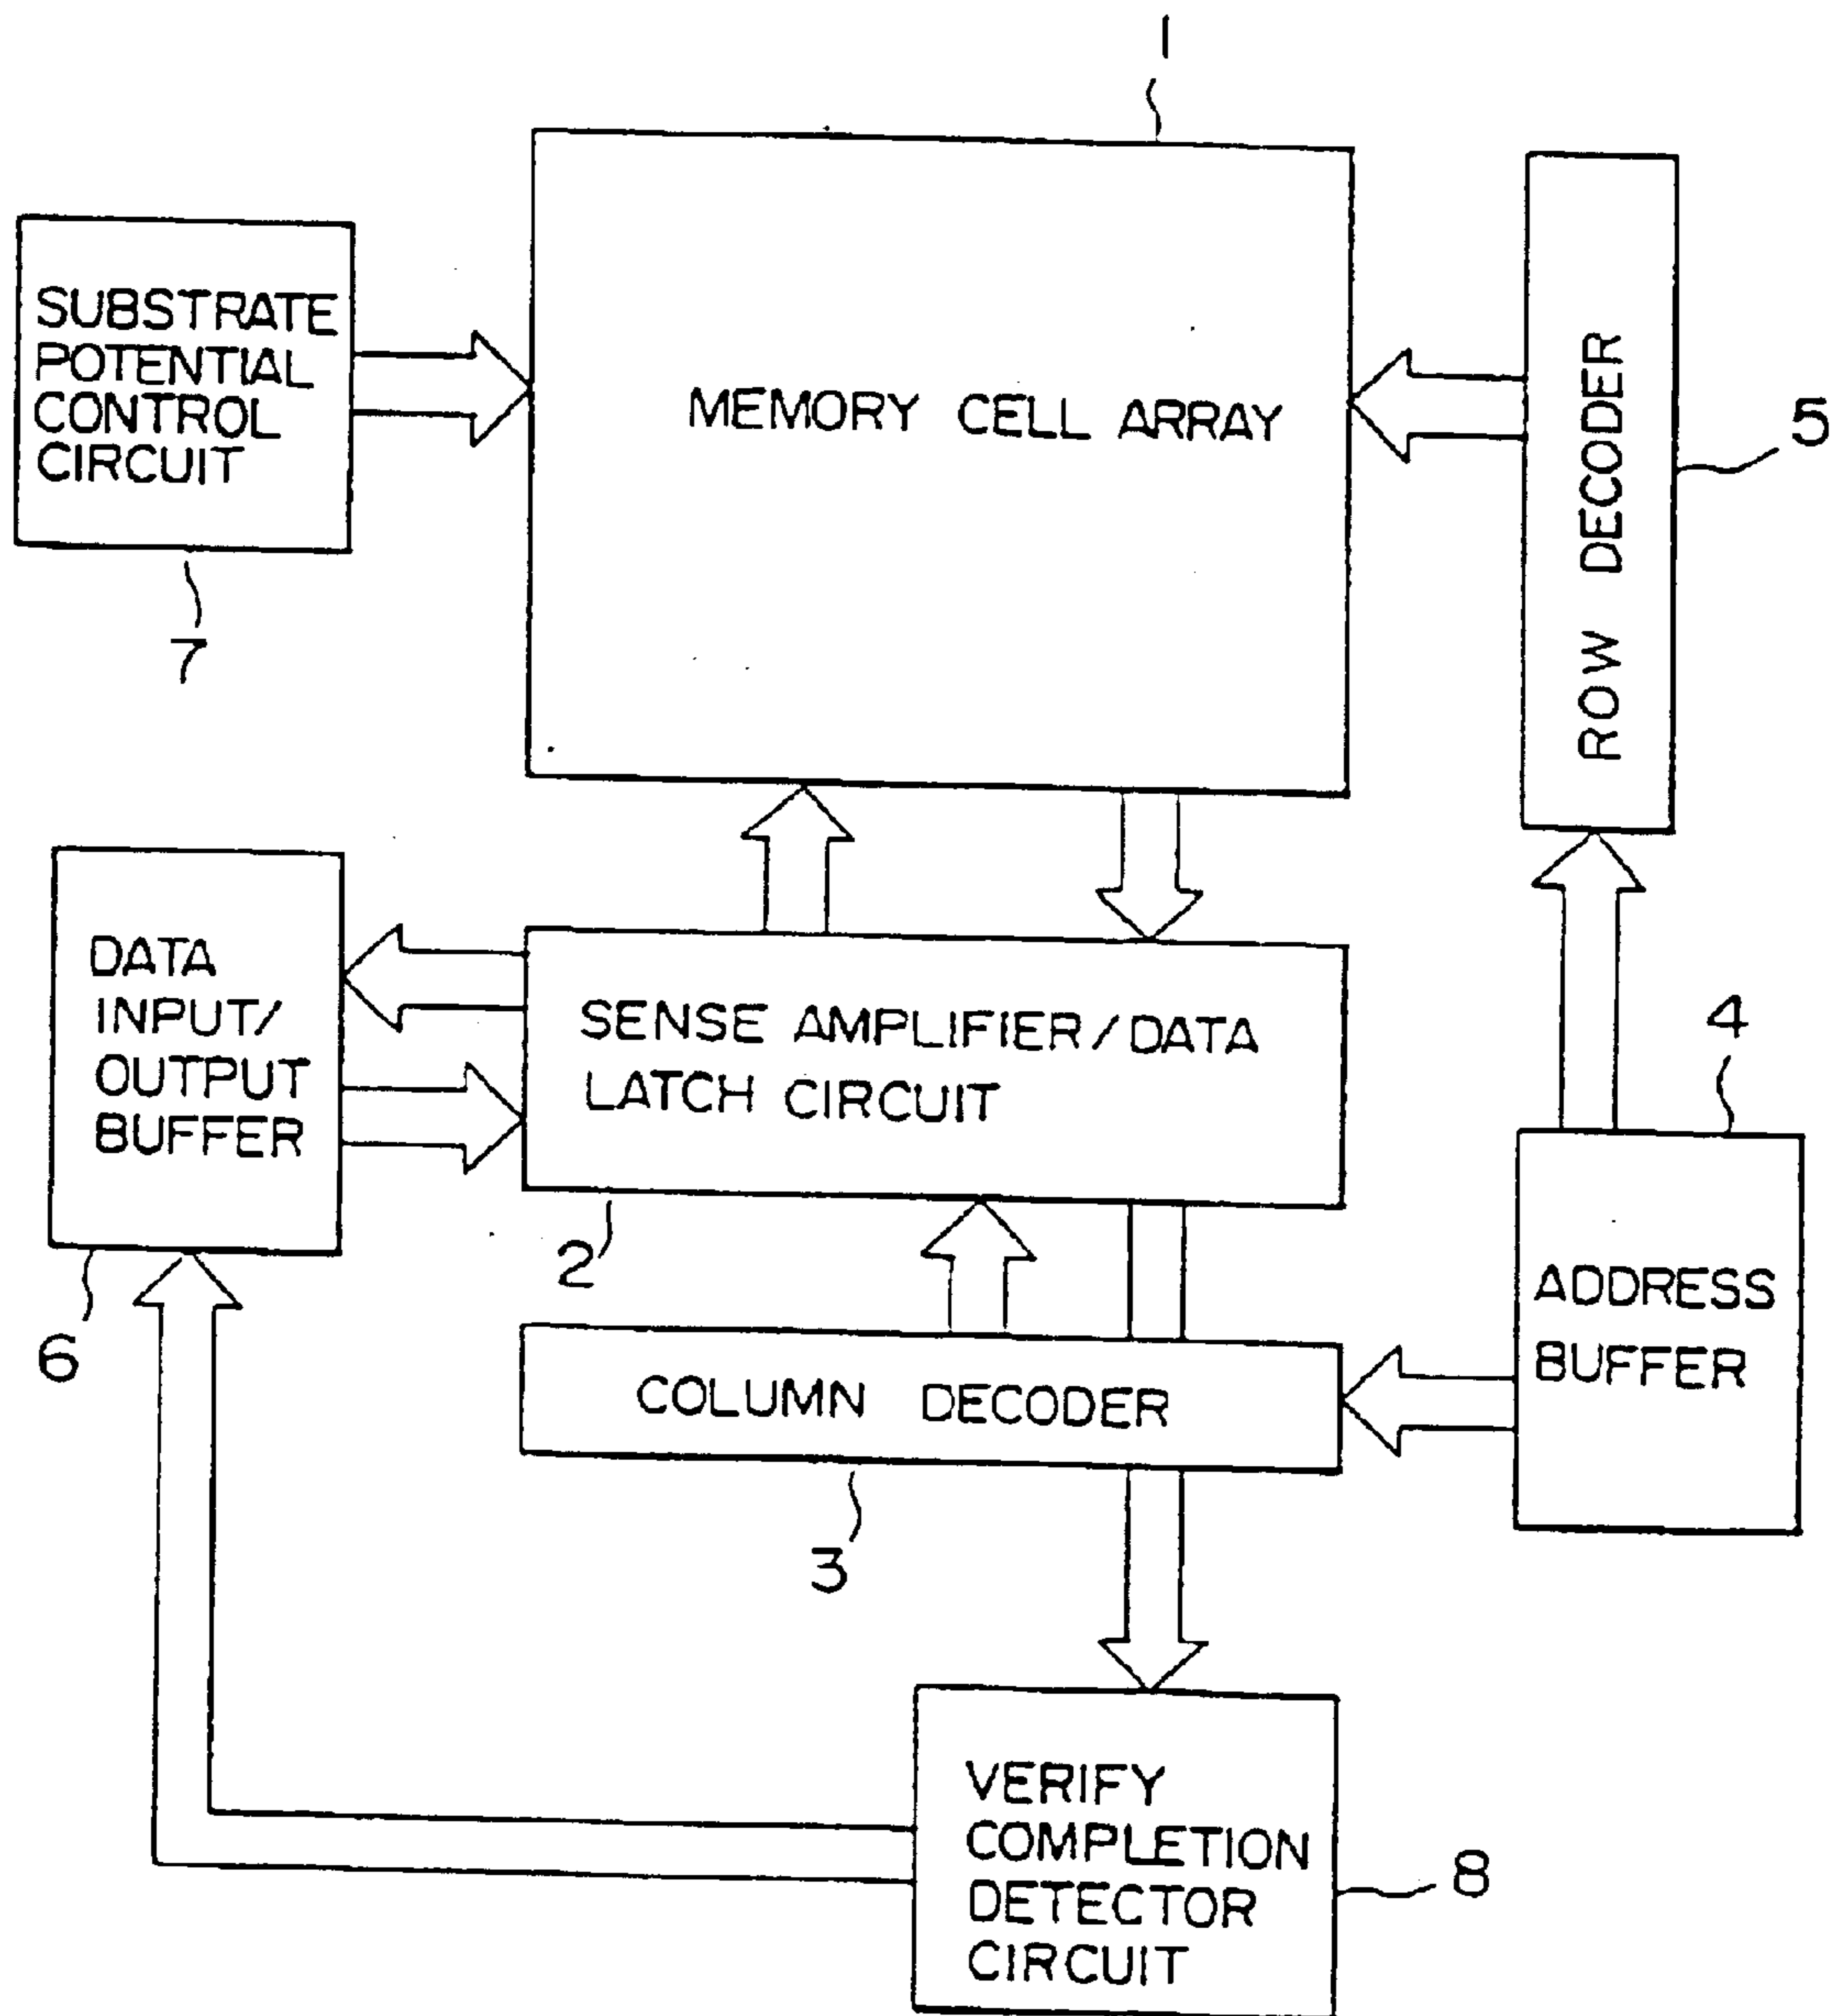 1
SUBSTRATE
POTENTIAL
CONTROL
CIRCUIT
7
MEMORY CELL ARRAY
ROW DECODER
5
DATA
INPUT/
OUTPUT
BUFFER
6
SENSE AMPLIFIER/DATA
LATCH CIRCUIT
2
4
ADDRESS
BUFFER
COLUMN DECODER
3
VERIFY
COMPLETION
DETECTOR
CIRCUIT
8